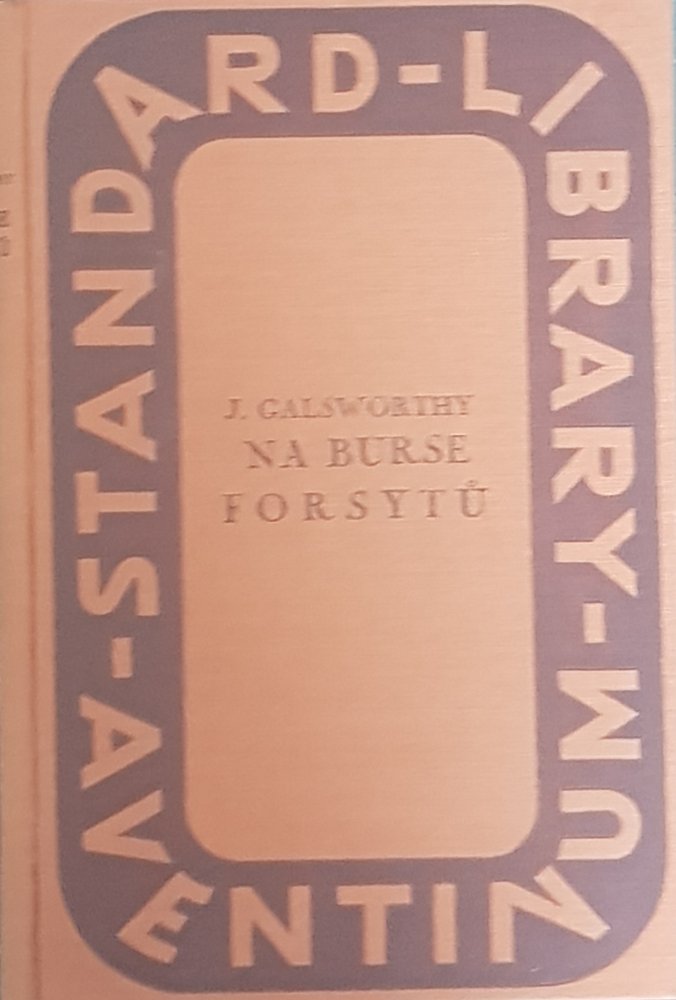 STANDARD-LIBRARY-
AVENTINUM-
J. GALSWORTHY
NA BURSE
FORSYTŮ